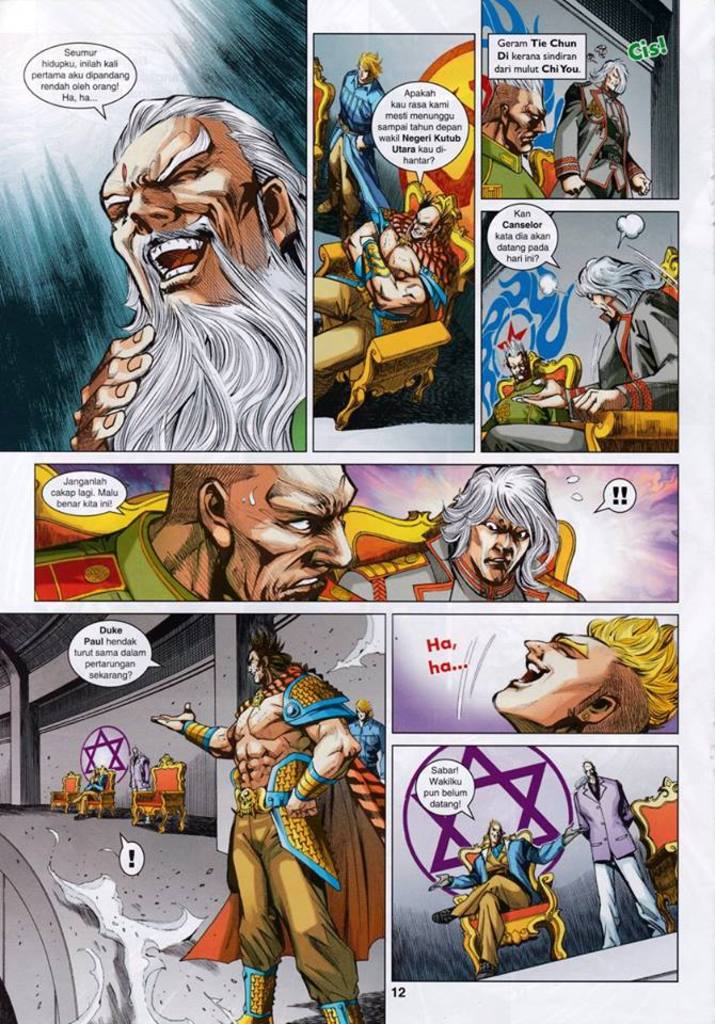 Seumur
hidupku, inilah kali
pertama aku dipandang
rendah oleh orang!
Ha, ha...
Apakah
kau rasa kami
mesti menunggu
sampai tahun depan
wakil Negeri Kutub
Utara akan di-
hantar?
Geram Tie Chun
Di kerana sindiran
dari mulut Chi You.
Cis!
Kan
Canselor
kata dia akan
datang pada
hari ini?
Janganlah
cakap lagi. Malu
benar kita ini!
!!
Duke
Paul hendak
turut sama dalam
pertarungan
sekarang?
!
Ha,
ha...
Sabar!
Wakilku
pun belum
datang!
12